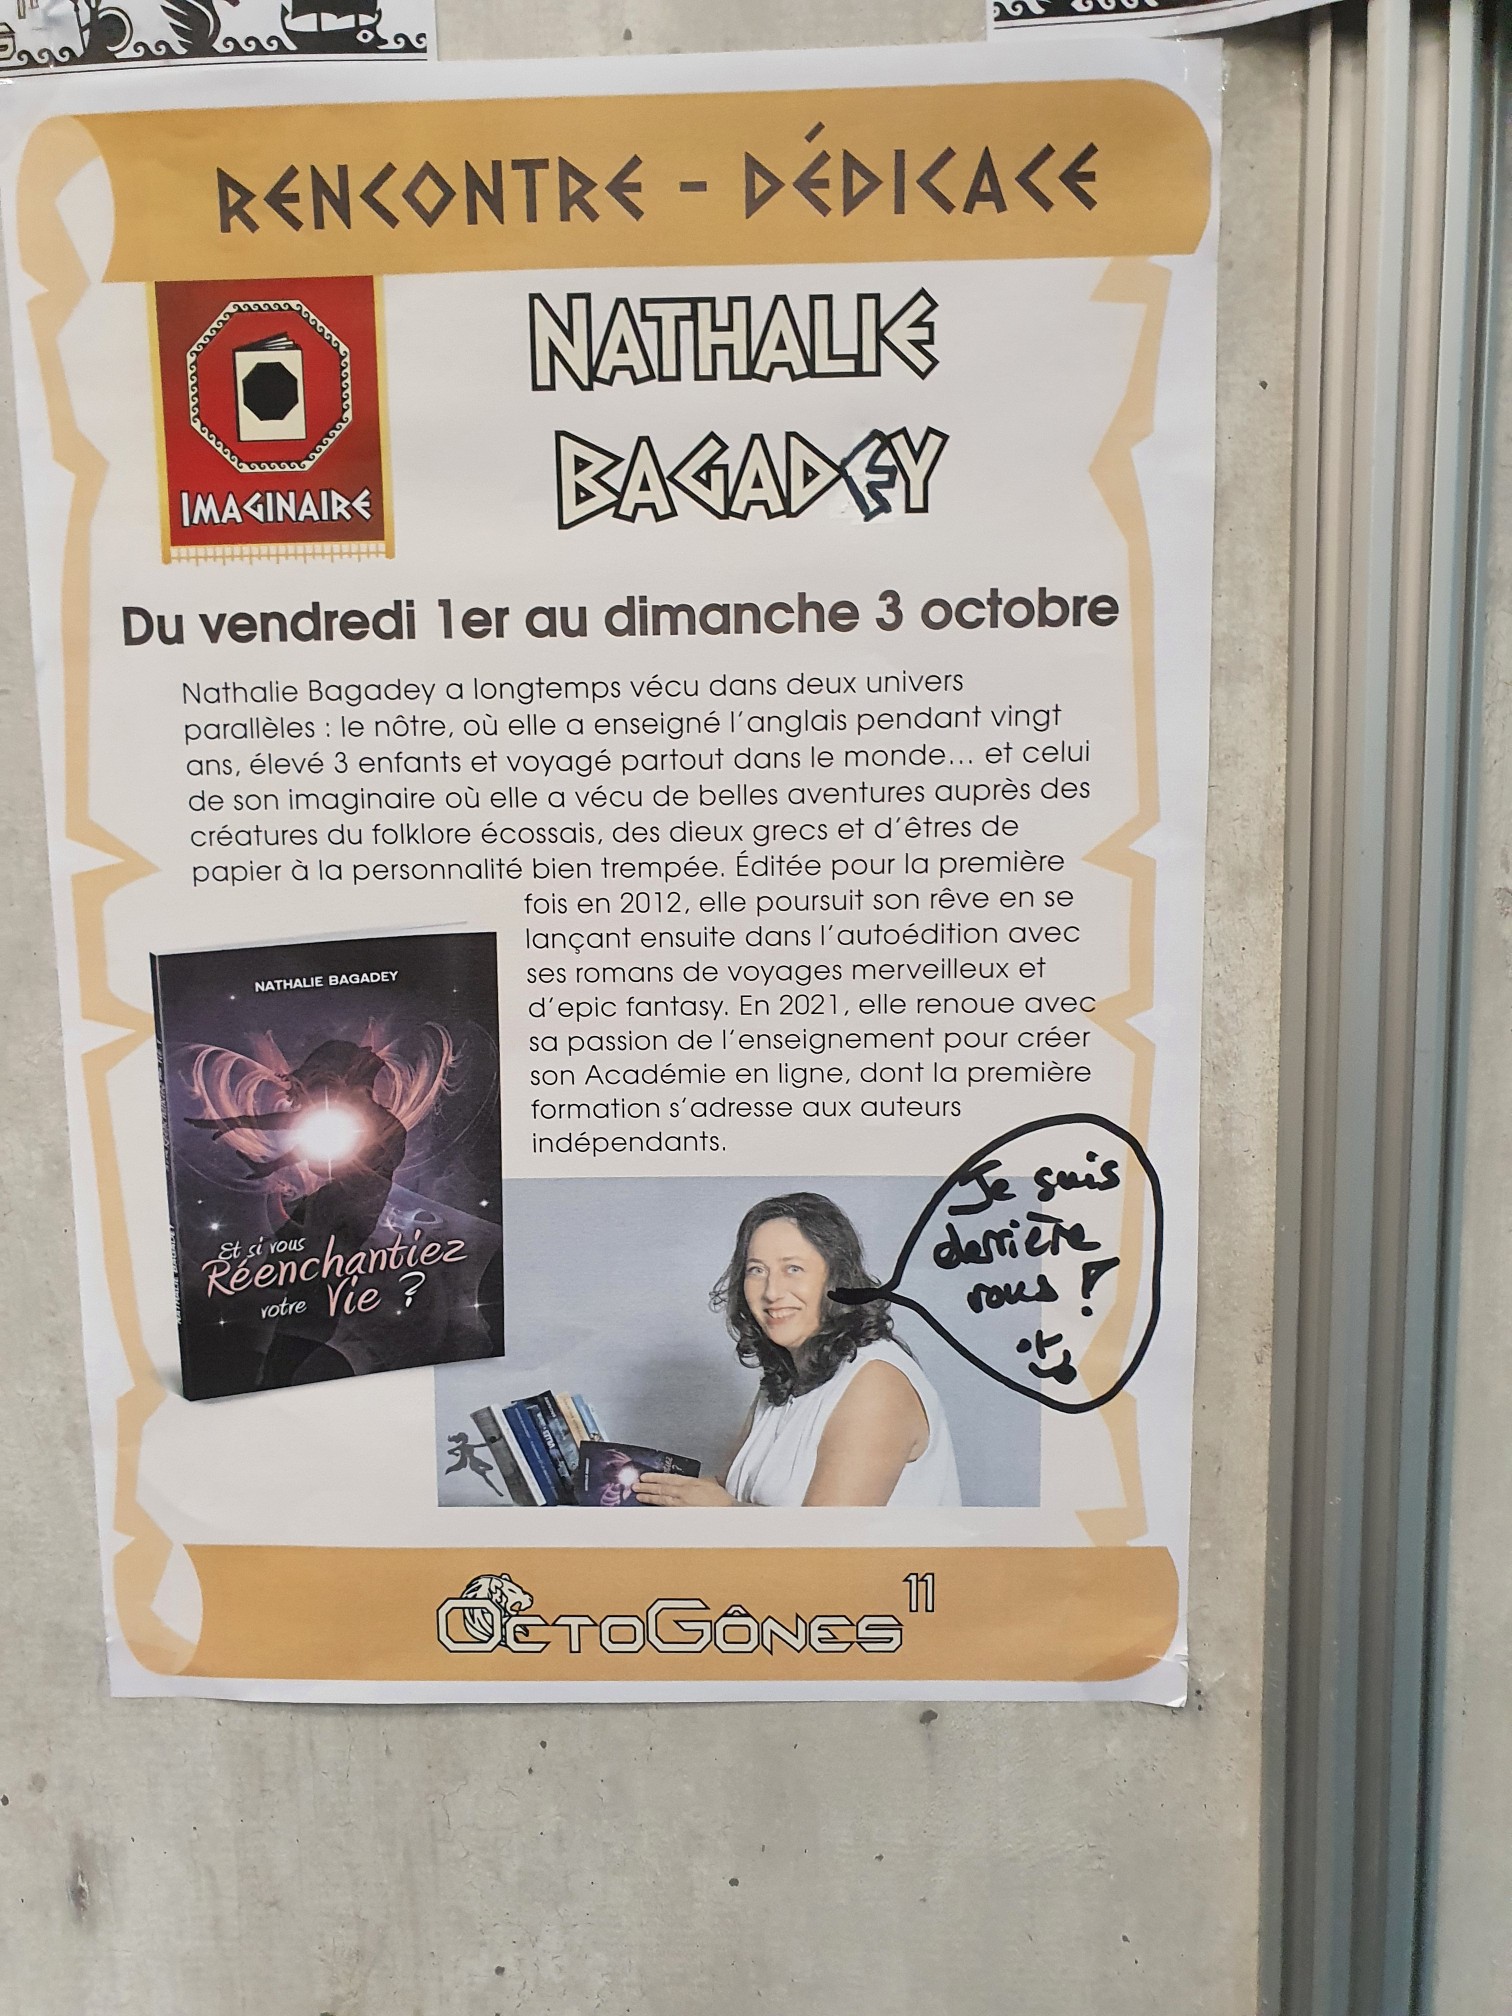 RENCONTRE - DÉDICACE
IMAGINAIRE
NATHALIE
BAGADEY
Du vendredi 1er au dimanche 3 octobre
Nathalie Bagadey a longtemps vécu dans deux univers
parallèles : le nôtre, où elle a enseigné l'anglais pendant vingt
ans, élevé 3 enfants et voyagé partout dans le monde... et celui
de son imaginaire où elle a vécu de belles aventures auprès des
créatures du folklore écossais, des dieux grecs et d'êtres de
papier à la personnalité bien trempée. Éditée pour la première
fois en 2012, elle poursuit son rêve en se
lançant ensuite dans l'autoédition avec
ses romans de voyages merveilleux et
d'epic fantasy. En 2021, elle renoue avec
sa passion de l'enseignement pour créer
son Académie en ligne, dont la première
formation s'adresse aux auteurs
indépendants.
NATHALIE BAGADEY
Et si vous
Réenchantiez
votre Vie ?
Je suis
derrière
vous !
OCTOGÔNES 11